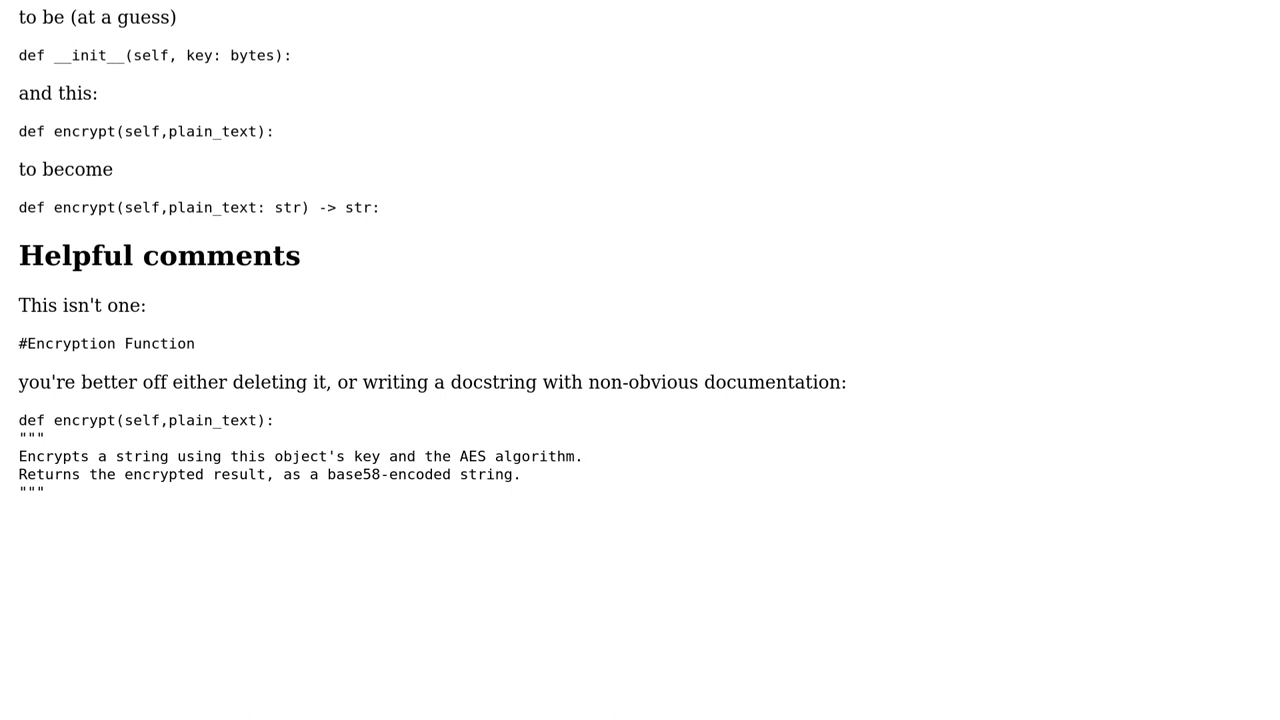 to be (at a guess)
def __init__(self, key: bytes):
and this:
def encrypt(self,plain_text):
to become
def encrypt(self,plain_text: str) -> str:
Helpful comments
This isn't one:
#Encryption Function
you're better off either deleting it, or writing a docstring with non-obvious documentation:
def encrypt(self,plain_text):
"""
Encrypts a string using this object's key and the AES algorithm.
Returns the encrypted result, as a base58-encoded string.
"""